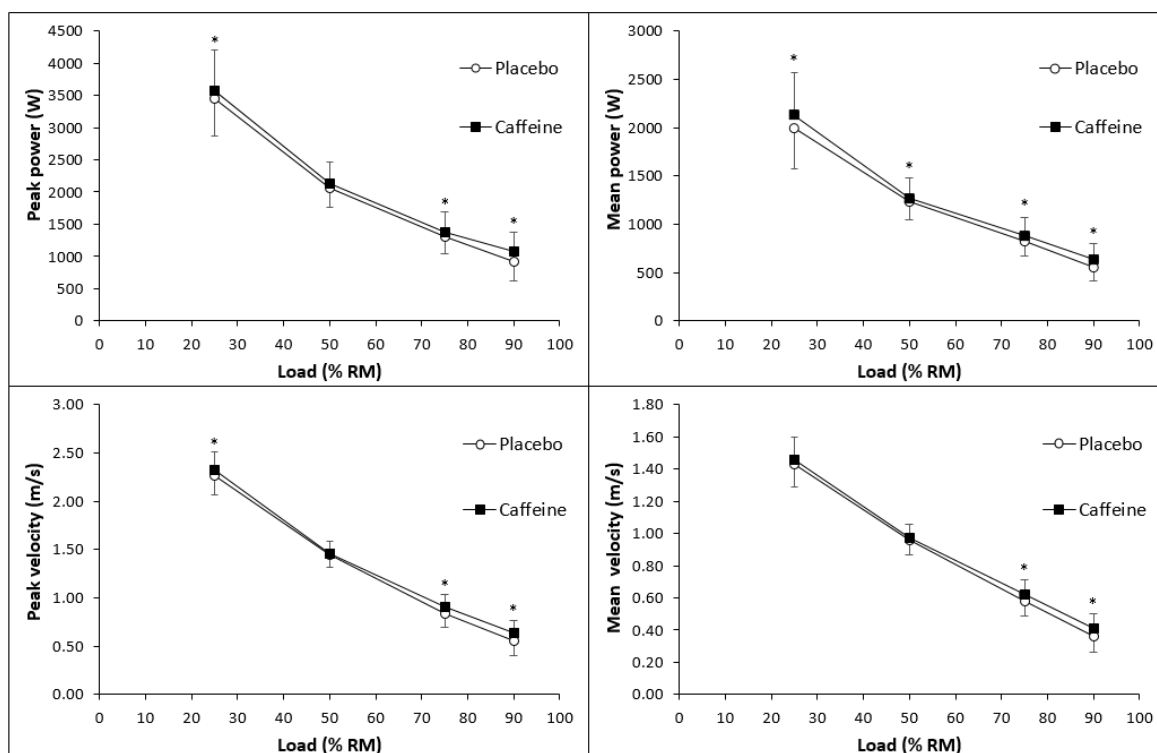 Peak power (W)
4500
4000
3500
3000
2500
2000
1500
1000
500
0
*
*
*
Placebo
Caffeine
0 10 20 30 40 50 60 70 80 90 100
Load (% RM)
Mean power (W)
3000
2500
2000
1500
1000
500
0
*
*
*
*
Placebo
Caffeine
0 10 20 30 40 50 60 70 80 90 100
Load (% RM)
Peak velocity (m/s)
3.00
2.50
2.00
1.50
1.00
0.50
0.00
*
*
*
Placebo
Caffeine
0 10 20 30 40 50 60 70 80 90 100
Load (% RM)
Mean velocity (m/s)
1.80
1.60
1.40
1.20
1.00
0.80
0.60
0.40
0.20
0.00
*
*
Placebo
Caffeine
0 10 20 30 40 50 60 70 80 90 100
Load (% RM)